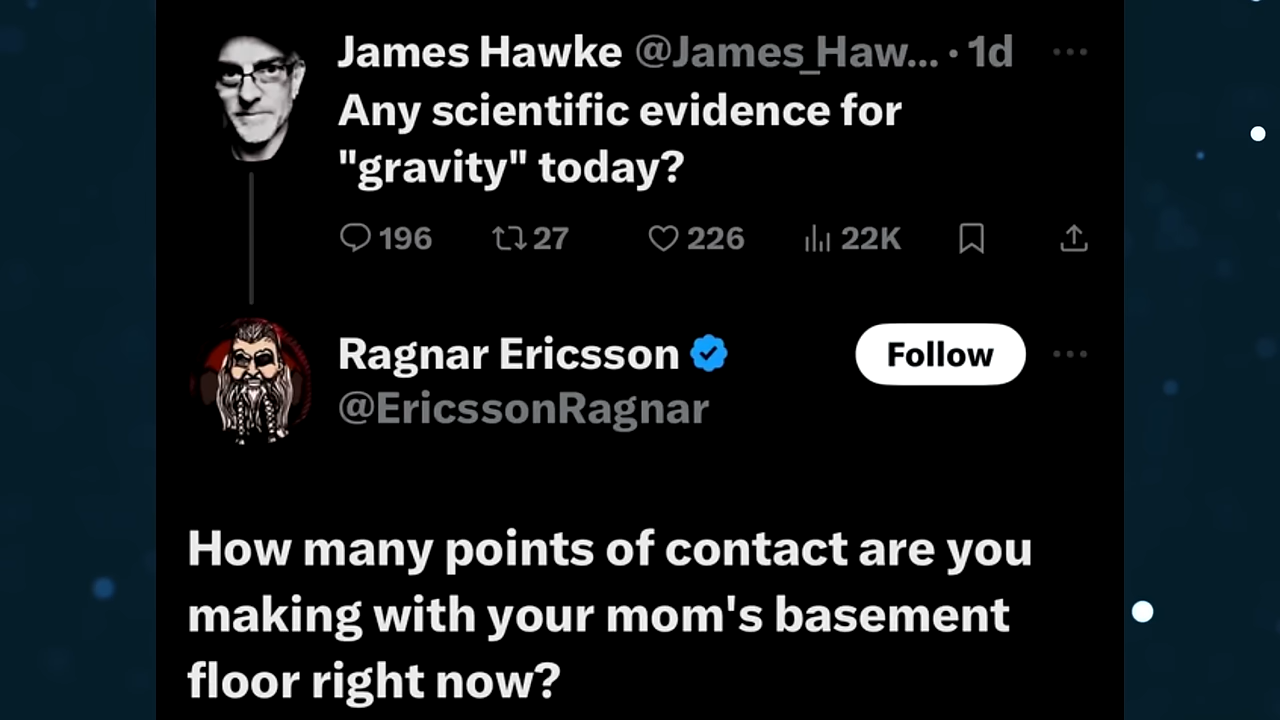 James Hawke @James_Haw... · 1d
Any scientific evidence for
"gravity" today?
196 27 226 22K
Ragnar Ericsson
Follow
@EricssonRagnar
How many points of contact are you
making with your mom's basement
floor right now?